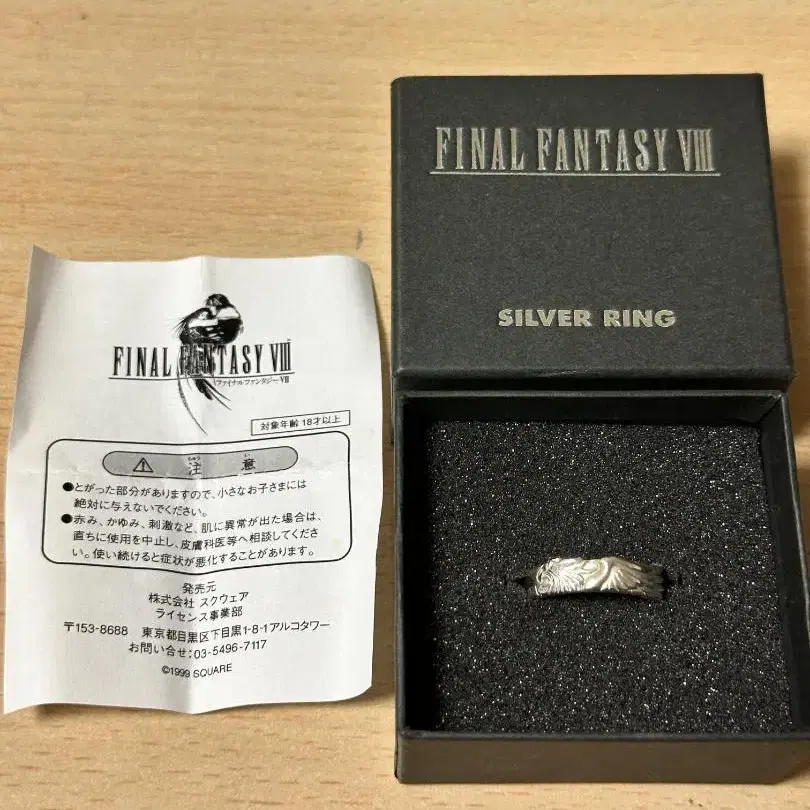 FINAL FANTASY VIII
SILVER RING
FINAL FANTASY VIII
ファイナルファンタジーVIII
対象年齢 18才以上
ちゅう い
⚠ 注 意
●とがった部分がありますので、小さなお子さまには
絶対に与えないでください。
●赤み、かゆみ、刺激など、肌に異常が出た場合は、
直ちに使用を中止し、皮膚科医等へ相談してくださ
い。使い続けると症状が悪化することがあります。
発売元
株式会社 スクウェア
ライセンス事業部
〒153-8688 東京都目黒区下目黒1-8-1アルコタワー
お問い合せ:03-5496-7117
©1999 SQUARE